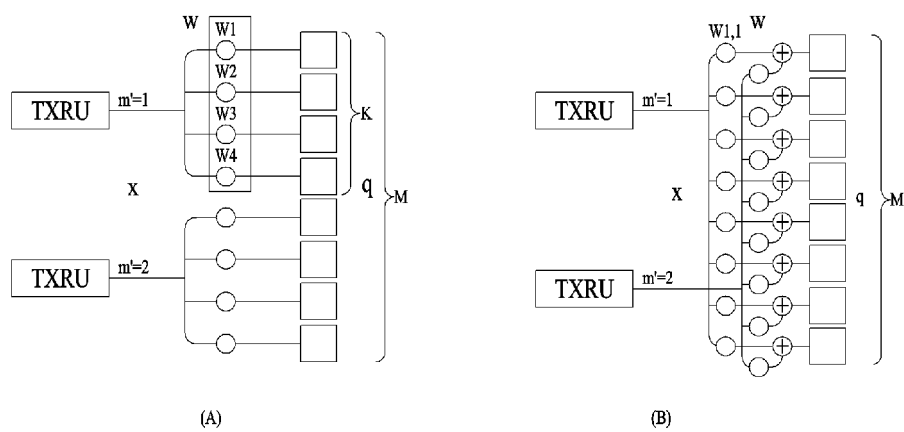 W
W1
W2
TXRU m'=1
W3
K
W4
X
q
M
TXRU m'=2
(A)
W
W1,1
TXRU m'=1
X
q
M
TXRU m'=2
(B)